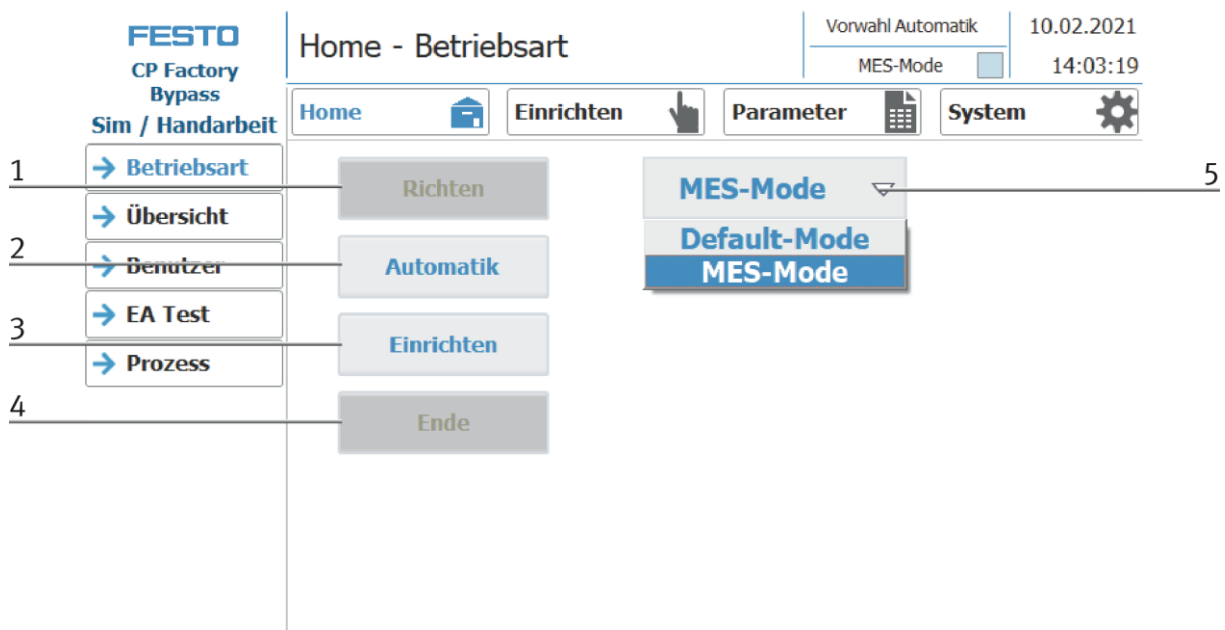 FESTO
CP Factory
Bypass
Sim / Handarbeit
Home - Betriebsart
Vorwahl Automatik
MES-Mode
10.02.2021
14:03:19
Home
Einrichten
Parameter
System
1
Betriebsart
Übersicht
2
Benutzer
EA Test
3
Prozess
4
Richten
Automatik
Einrichten
Ende
MES-Mode
5
Default-Mode
MES-Mode